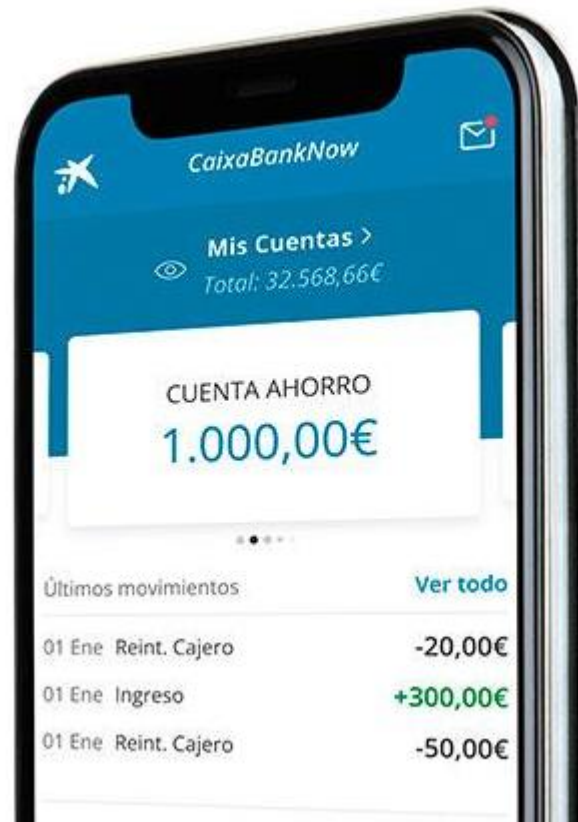 CaixaBankNow
Mis Cuentas >
Total: 32.568,66€
CUENTA AHORRO
1.000,00€
Últimos movimientos Ver todo
01 Ene Reint. Cajero -20,00€
01 Ene Ingreso +300,00€
01 Ene Reint. Cajero -50,00€